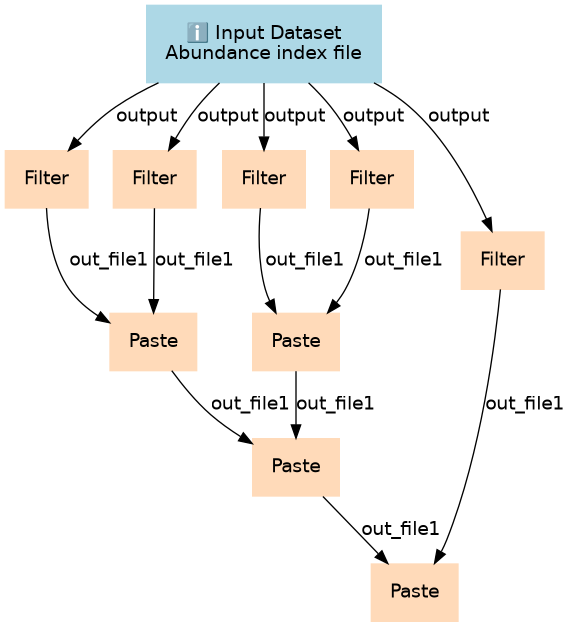 ℹ️ Input Dataset
Abundance index file
output
output
output
output
output
Filter
Filter
Filter
Filter
Filter
out_file1
out_file1
out_file1
out_file1
Paste
Paste
out_file1
out_file1
out_file1
Paste
out_file1
Paste